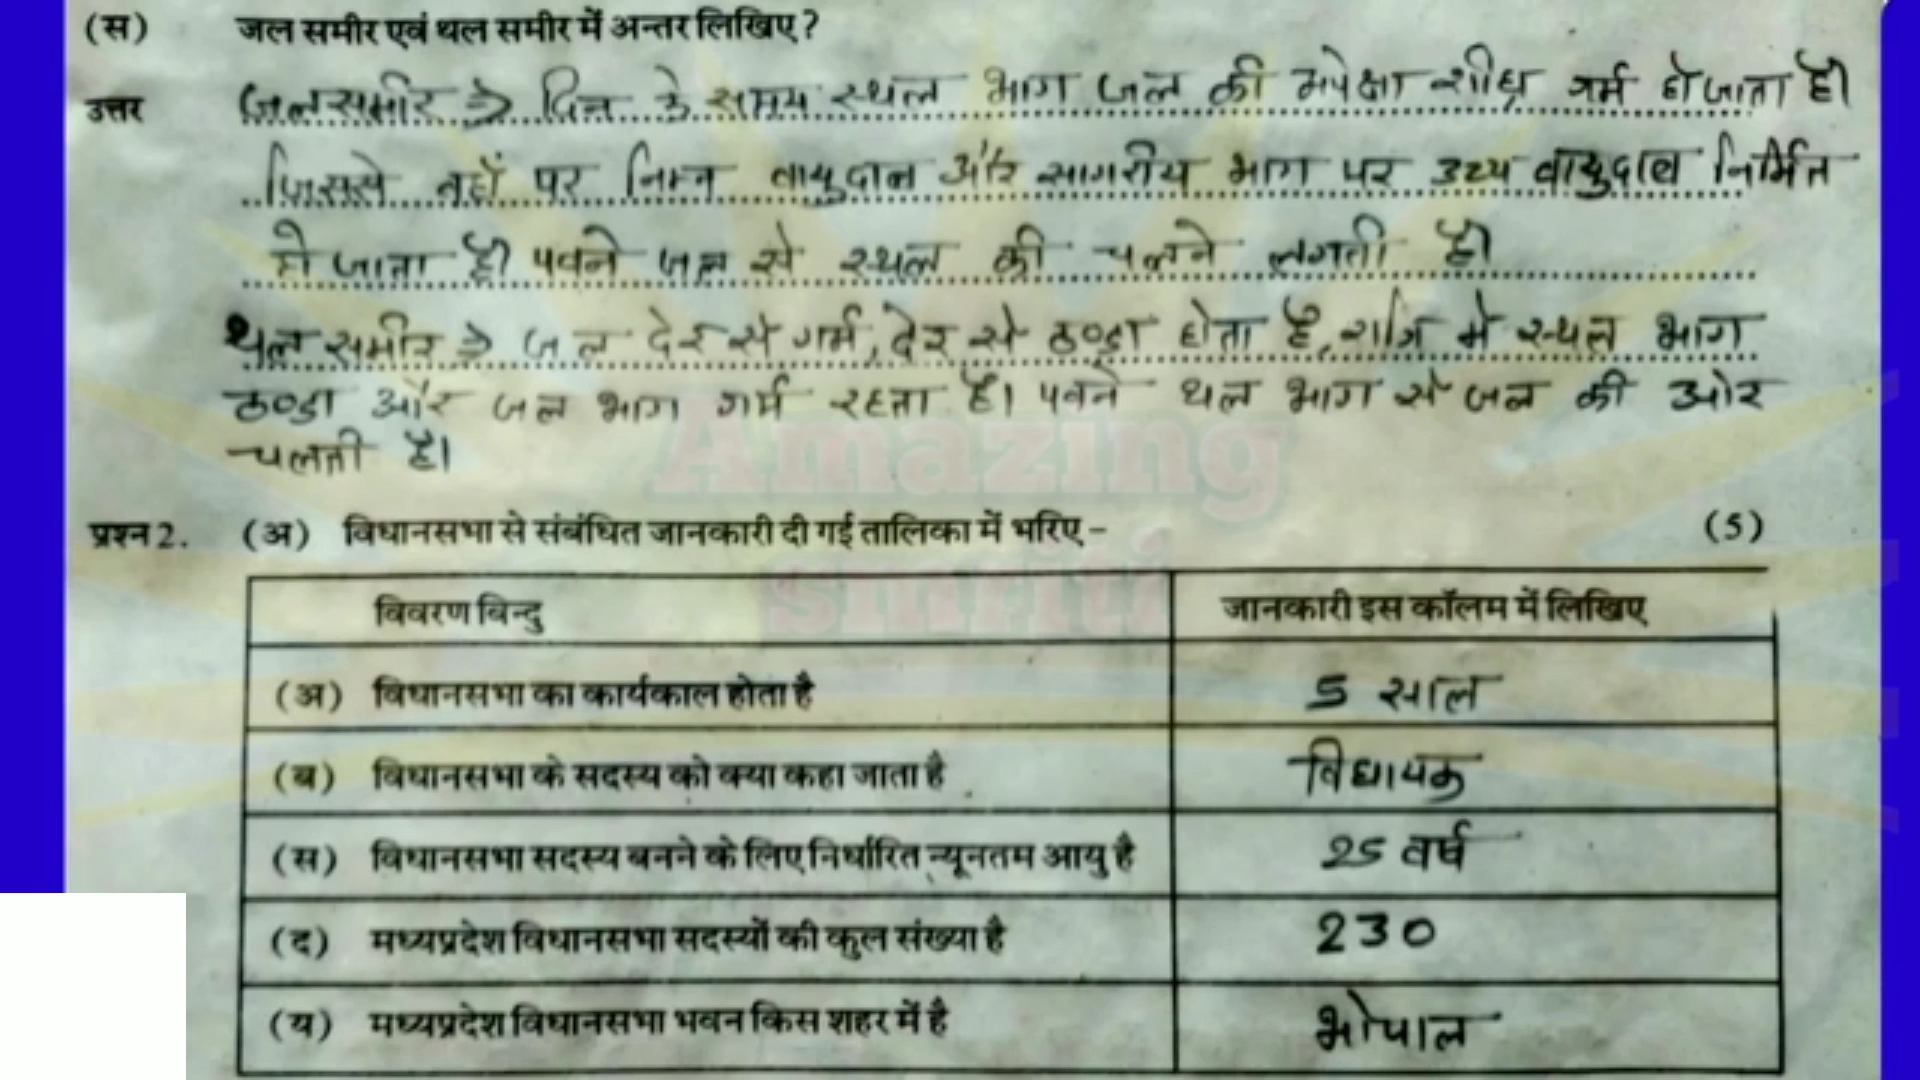 (स) जल समीर एवं थल समीर में अन्तर लिखिए ?
उत्तर जलसमीर → दिन के समय स्थल भाग जल की अपेक्षा शीघ्र गर्म हो जाता है।
जिससे वहाँ पर निम्न वायुदाब और सागरीय भाग पर उच्च वायुदाब निर्मित
हो जाता है। पवने जल से स्थल की चलने लगती है।
थल समीर → जल देर से गर्म, देर से ठण्डा होता है, रात्रि मे स्थल भाग
ठण्डा और जल भाग गर्म रहता है। पवने थल भाग से जल की ओर
चलती है।
Amazing
प्रश्न 2. (अ) विधानसभा से संबंधित जानकारी दी गई तालिका में भरिए - (5)
smriti
विवरण विन्दु जानकारी इस कॉलम में लिखिए
(अ) विधानसभा का कार्यकाल होता है 5 साल
(ब) विधानसभा के सदस्य को क्या कहा जाता है विधायक
(स) विधानसभा सदस्य बनने के लिए निर्धारित न्यूनतम आयु है 25 वर्ष
(द) मध्यप्रदेश विधानसभा सदस्यों की कुल संख्या है 230
(य) मध्यप्रदेश विधानसभा भवन किस शहर में है भोपाल